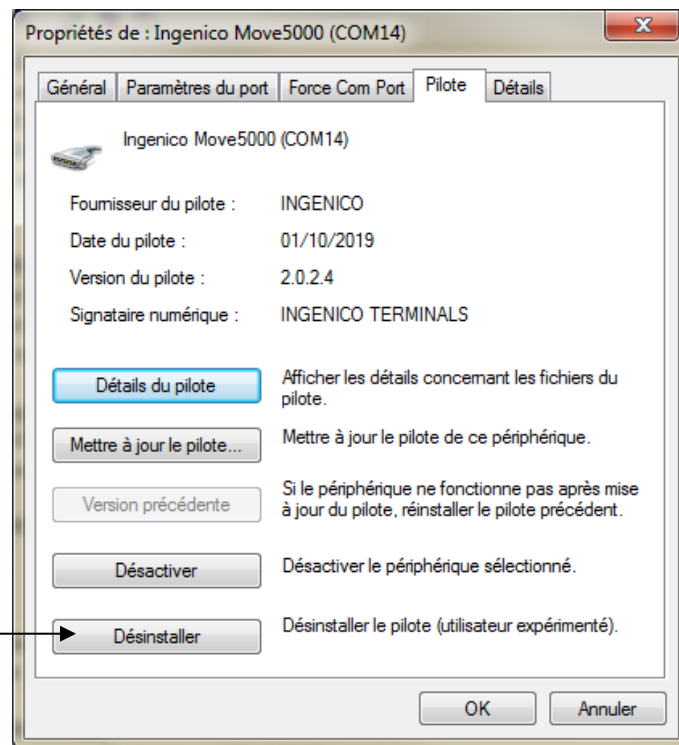 Propriétés de : Ingenico Move5000 (COM14)
Général Paramètres du port Force Com Port Pilote Détails
Ingenico Move5000 (COM14)
Fournisseur du pilote : INGENICO
Date du pilote : 01/10/2019
Version du pilote : 2.0.2.4
Signataire numérique : INGENICO TERMINALS
Détails du pilote
Afficher les détails concernant les fichiers du
pilote.
Mettre à jour le pilote...
Mettre à jour le pilote de ce périphérique.
Version précédente
Si le périphérique ne fonctionne pas après mise
à jour du pilote, réinstaller le pilote précédent.
Désactiver
Désactiver le périphérique sélectionné.
Désinstaller
Désinstaller le pilote (utilisateur expérimenté).
OK Annuler